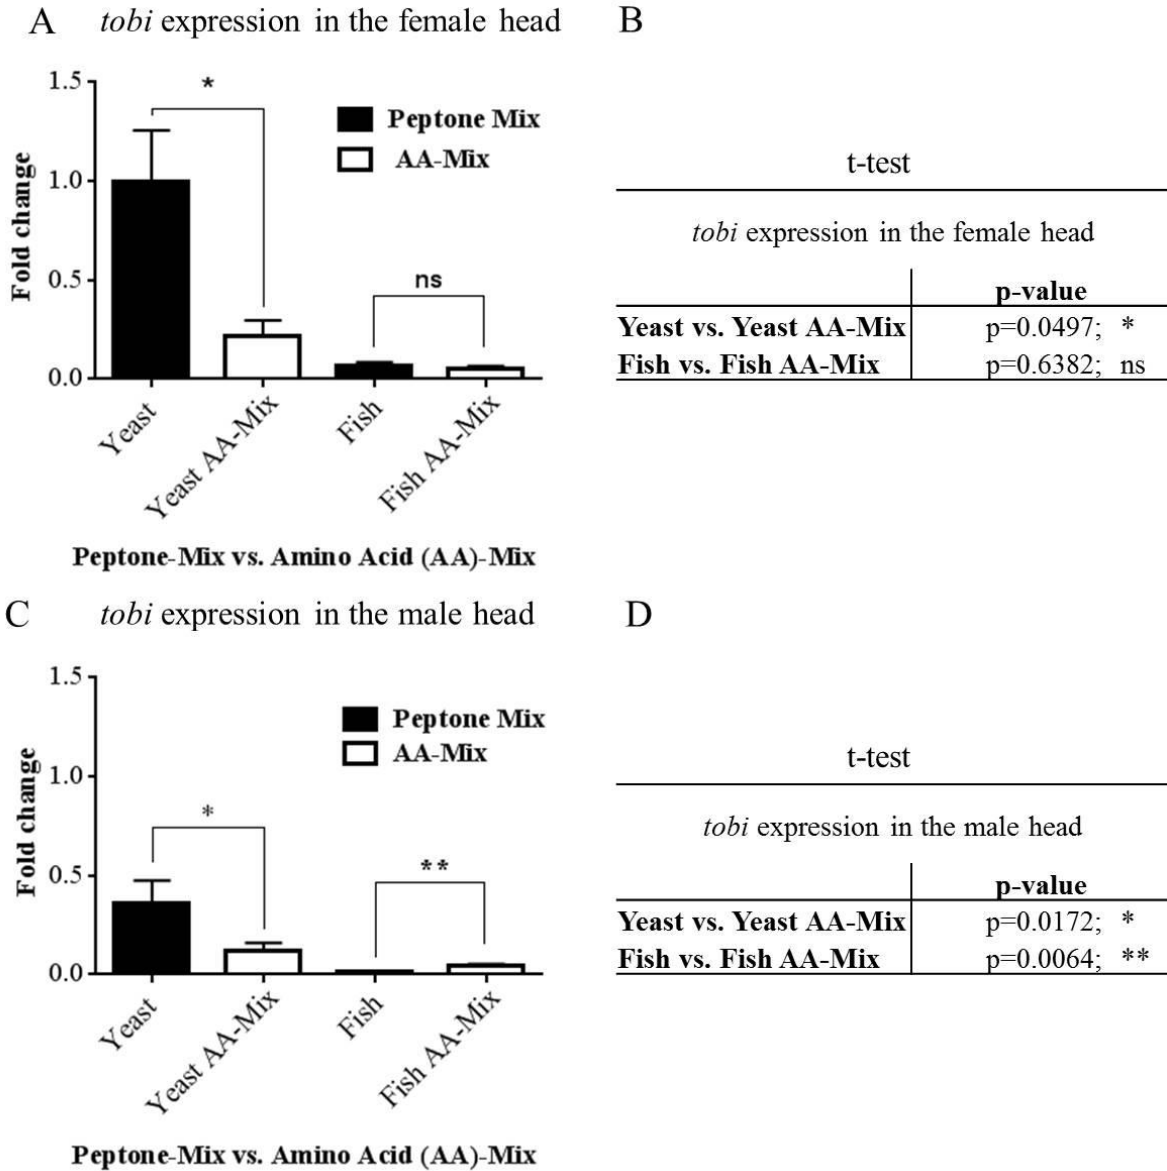 A tobi expression in the female head
1.5
1.0
0.5
0.0
Fold change
*
ns
Peptone Mix
AA-Mix
Yeast
Yeast AA-Mix
Fish
Fish AA-Mix
Peptone-Mix vs. Amino Acid (AA)-Mix
B
t-test
tobi expression in the female head
p-value
Yeast vs. Yeast AA-Mix p=0.0497; *
Fish vs. Fish AA-Mix p=0.6382; ns
C tobi expression in the male head
1.5
1.0
0.5
0.0
Fold change
*
**
Peptone Mix
AA-Mix
Yeast
Yeast AA-Mix
Fish
Fish AA-Mix
Peptone-Mix vs. Amino Acid (AA)-Mix
D
t-test
tobi expression in the male head
p-value
Yeast vs. Yeast AA-Mix p=0.0172; *
Fish vs. Fish AA-Mix p=0.0064; **